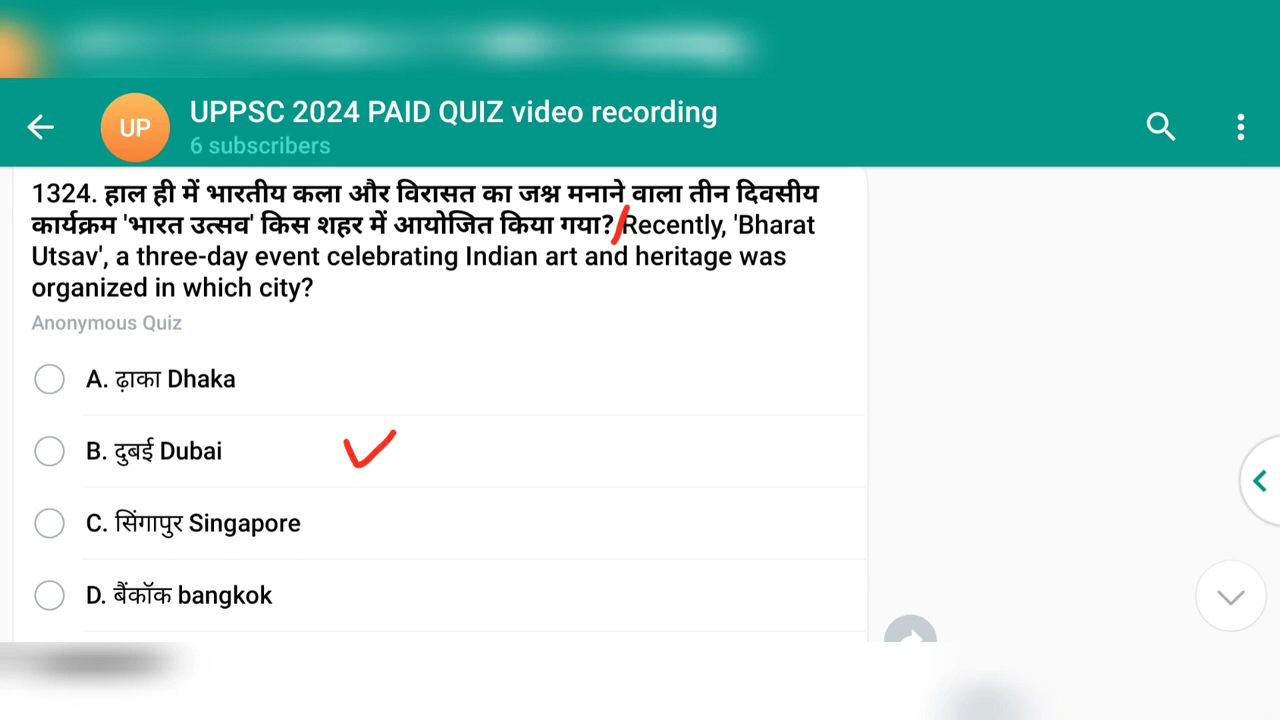 UP
UPPSC 2024 PAID QUIZ video recording
6 subscribers
1324. हाल ही में भारतीय कला और विरासत का जश्न मनाने वाला तीन दिवसीय
कार्यक्रम 'भारत उत्सव' किस शहर में आयोजित किया गया? Recently, 'Bharat
Utsav', a three-day event celebrating Indian art and heritage was
organized in which city?
Anonymous Quiz
A. ढ़ाका Dhaka
B. दुबई Dubai
C. सिंगापुर Singapore
D. बैंकॉक bangkok